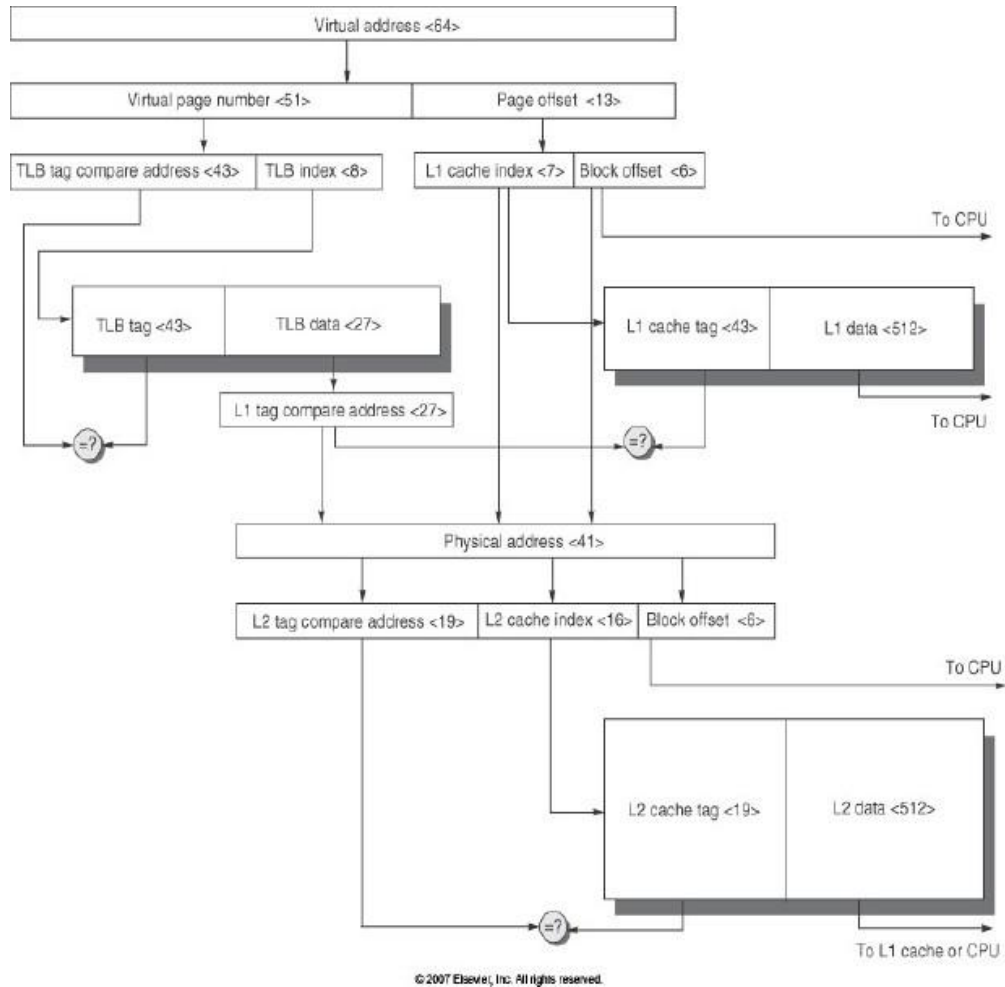 Virtual address <64>
Virtual page number <51> Page offset <13>
TLB tag compare address <43> TLB index <8> L1 cache index <7> Block offset <6>
To CPU
TLB tag <43> TLB data <27> L1 cache tag <43> L1 data <512>
L1 tag compare address <27> To CPU
=? =?
Physical address <41>
L2 tag compare address <19> L2 cache index <16> Block offset <6>
To CPU
L2 cache tag <19> L2 data <512>
=?
To L1 cache or CPU
© 2007 Elsevier, Inc. All rights reserved.